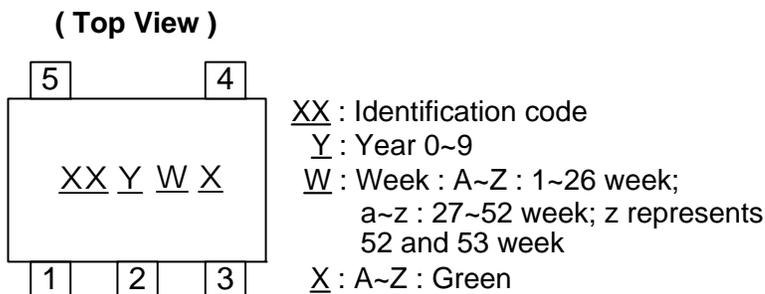 ( Top View )
5 4
XX : Identification code
Y : Year 0~9
XX Y W X
W : Week : A~Z : 1~26 week;
a~z : 27~52 week; z represents
52 and 53 week
1 2 3
X : A~Z : Green